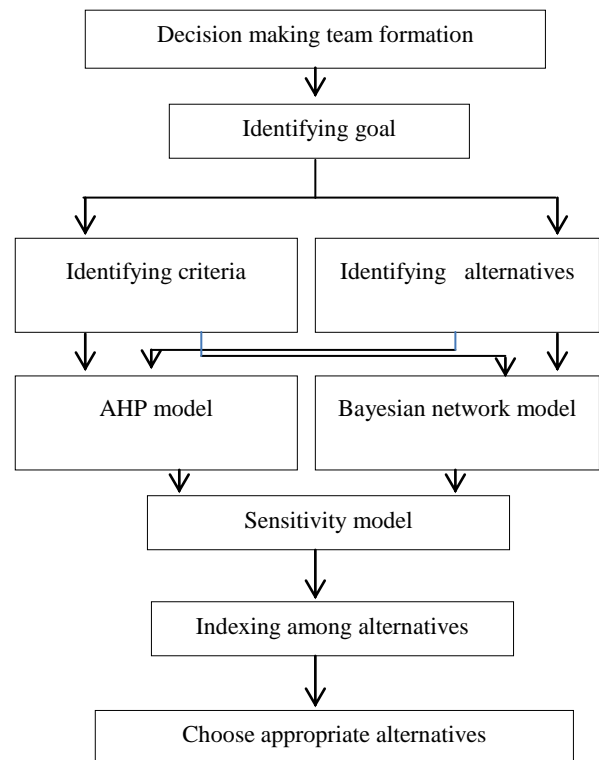 Decision making team formation
Identifying goal
Identifying criteria
Identifying alternatives
AHP model
Bayesian network model
Sensitivity model
Indexing among alternatives
Choose appropriate alternatives